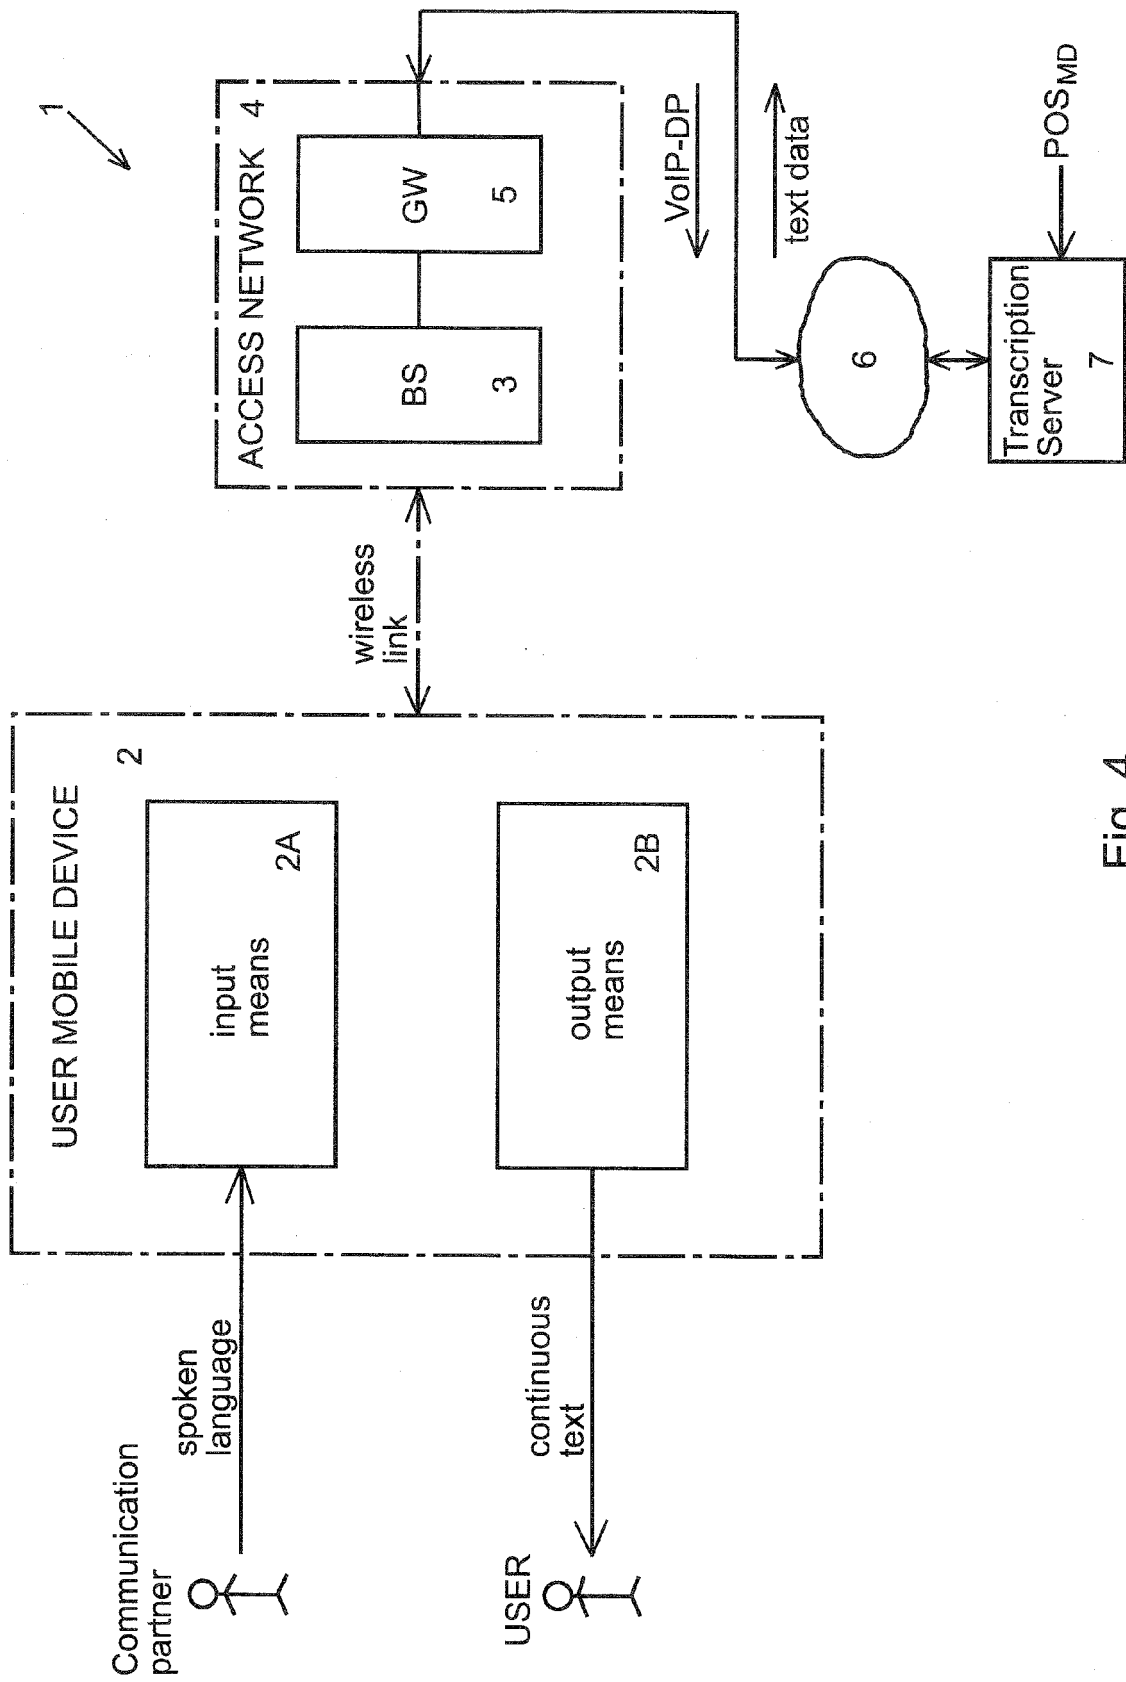 1
Communication
partner
spoken
language
USER MOBILE DEVICE
2
input
means
2A
wireless
link
ACCESS NETWORK 4
BS
3
GW
5
USER
continuous
text
output
means
2B
VoIP-DP
text data
6
Transcription
Server
7
POSMD
Fig. 4